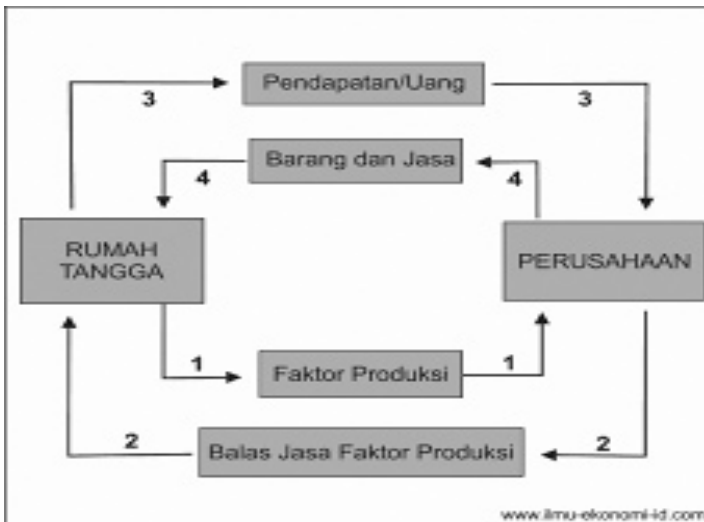 Pendapatan/Uang
3
3
Barang dan Jasa
4
4
RUMAH
TANGGA
PERUSAHAAN
1
Faktor Produksi
1
2
Balas Jasa Faktor Produksi
2
www.ilmu-ekonomi-id.com